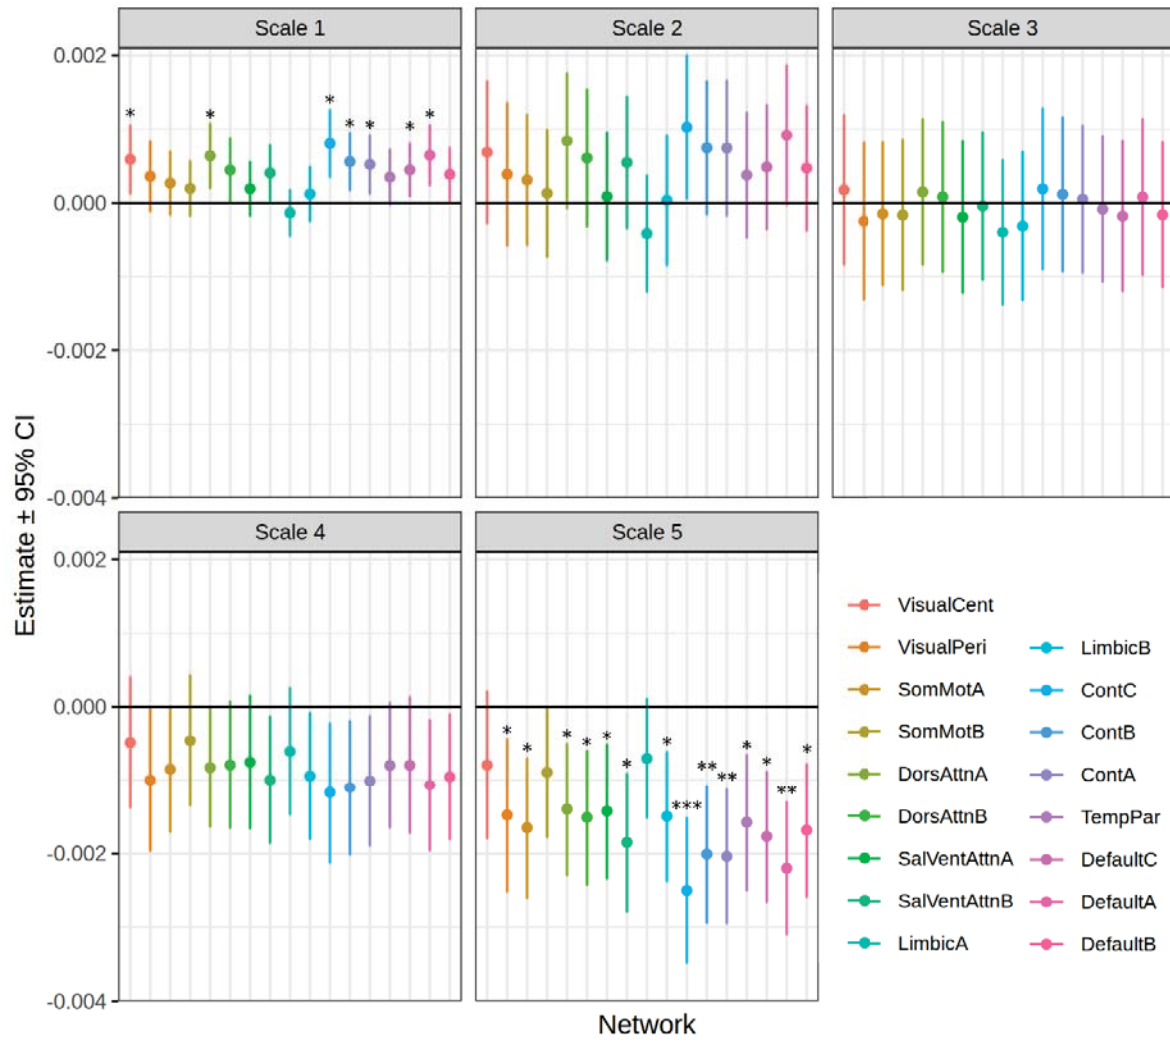 Scale 1 Scale 2 Scale 3
0.002
* * * * * * *
0.000
-0.002
-0.004
Estimate ± 95% CI
Scale 4 Scale 5
0.002
0.000
-0.002
-0.004
* * * * * * * *** ** ** * * ** *
Network
VisualCent
VisualPeri
SomMotA
SomMotB
DorsAttnA
DorsAttnB
SalVentAttnA
SalVentAttnB
LimbicA
LimbicB
ContC
ContB
ContA
TempPar
DefaultC
DefaultA
DefaultB